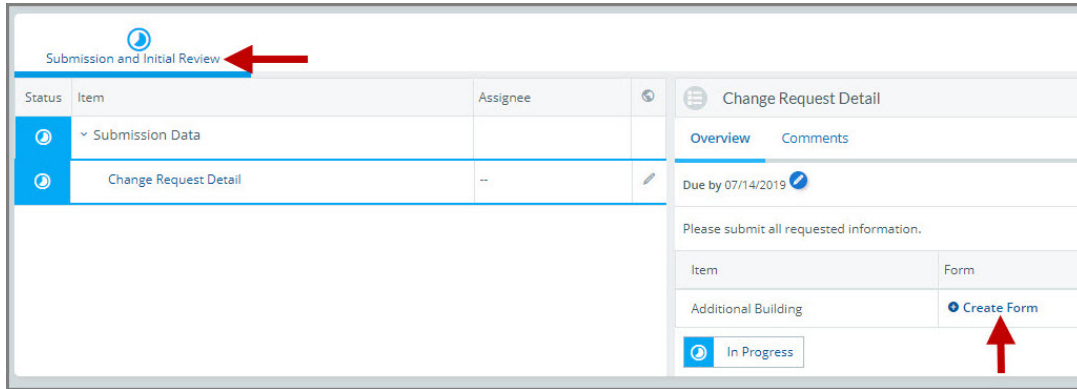 Submission and Initial Review
Status Item Assignee
Submission Data
Change Request Detail --
Change Request Detail
Overview Comments
Due by 07/14/2019
Please submit all requested information.
Item Form
Additional Building Create Form
In Progress